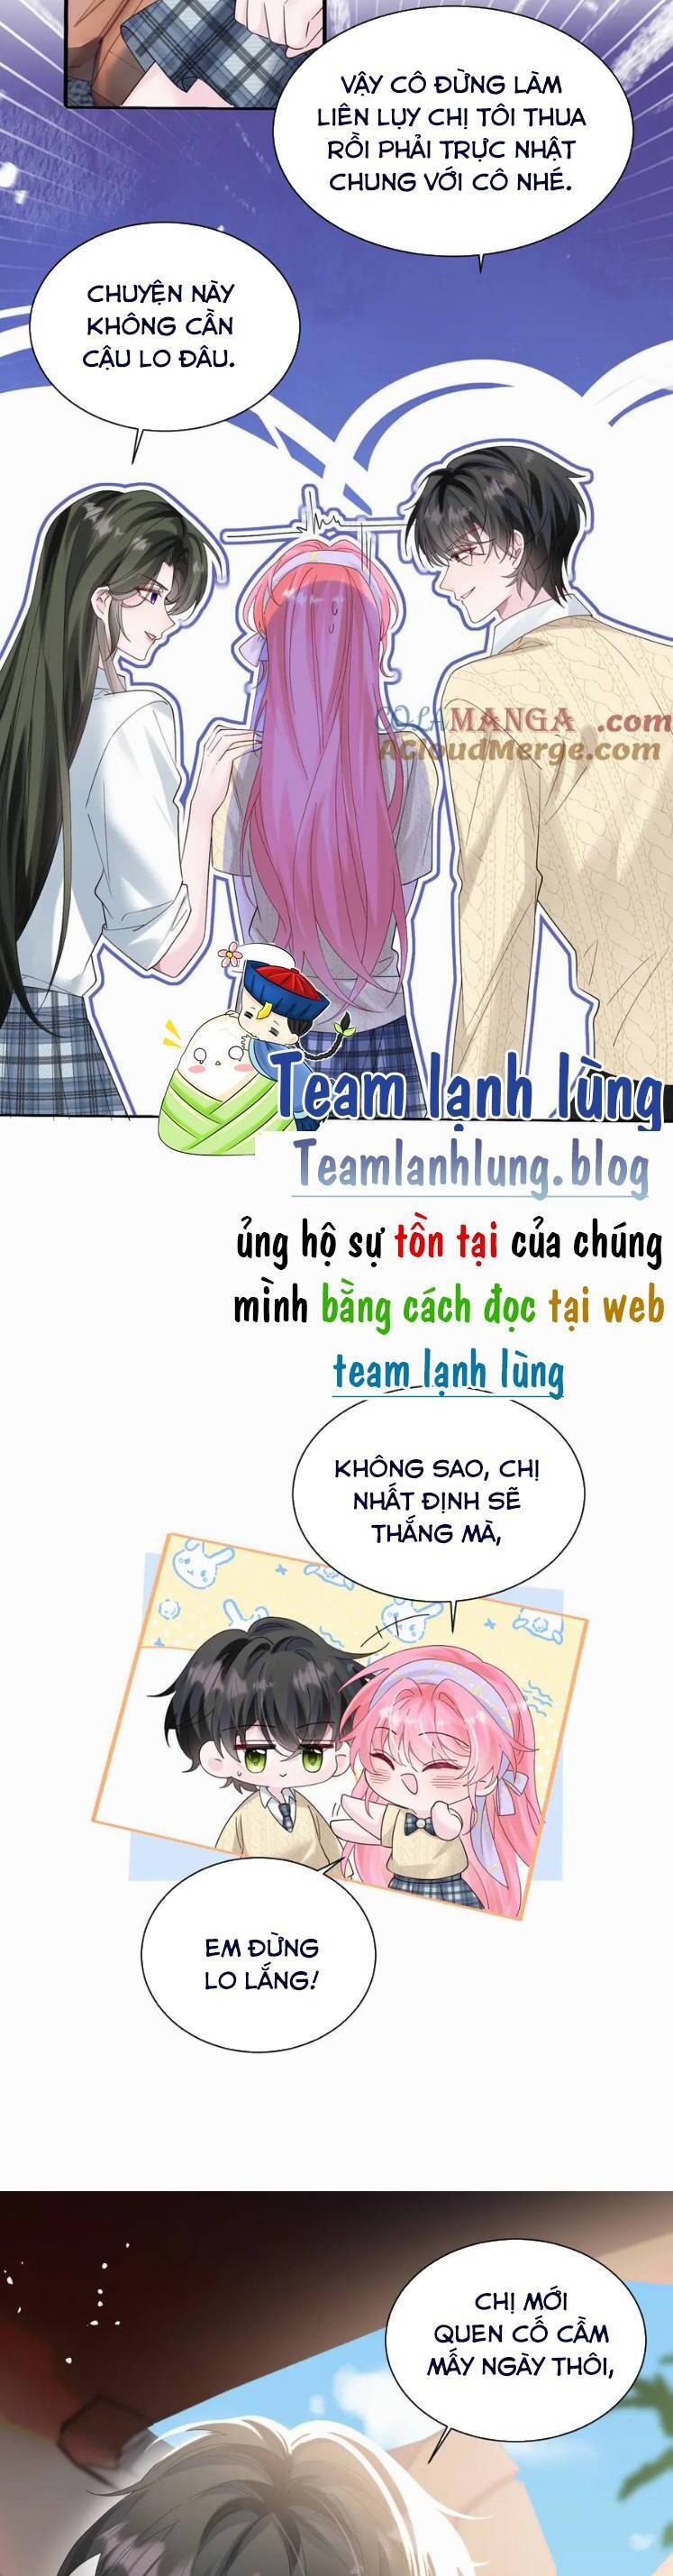 VẬY CÔ ĐỪNG LÀM
LIÊN LỤY CHỊ TÔI THUA
RỒI PHẢI TRỰC NHẬT
CHUNG VỚI CÔ NHÉ.
CHUYỆN NÀY
KHÔNG CẦN
CẬU LO ĐÂU.
COLAMANGA.com
ACloudMerge.com
Team lạnh lùng
Teamlanhlung.blog
ủng hộ sự tồn tại của chúng
mình bằng cách đọc tại web
team lạnh lùng
KHÔNG SAO, CHỊ
NHẤT ĐỊNH SẼ
THẮNG MÀ,
EM ĐỪNG
LO LẮNG!
CHỊ MỚI
QUEN CỐ CẦM
MẤY NGÀY THÔI,